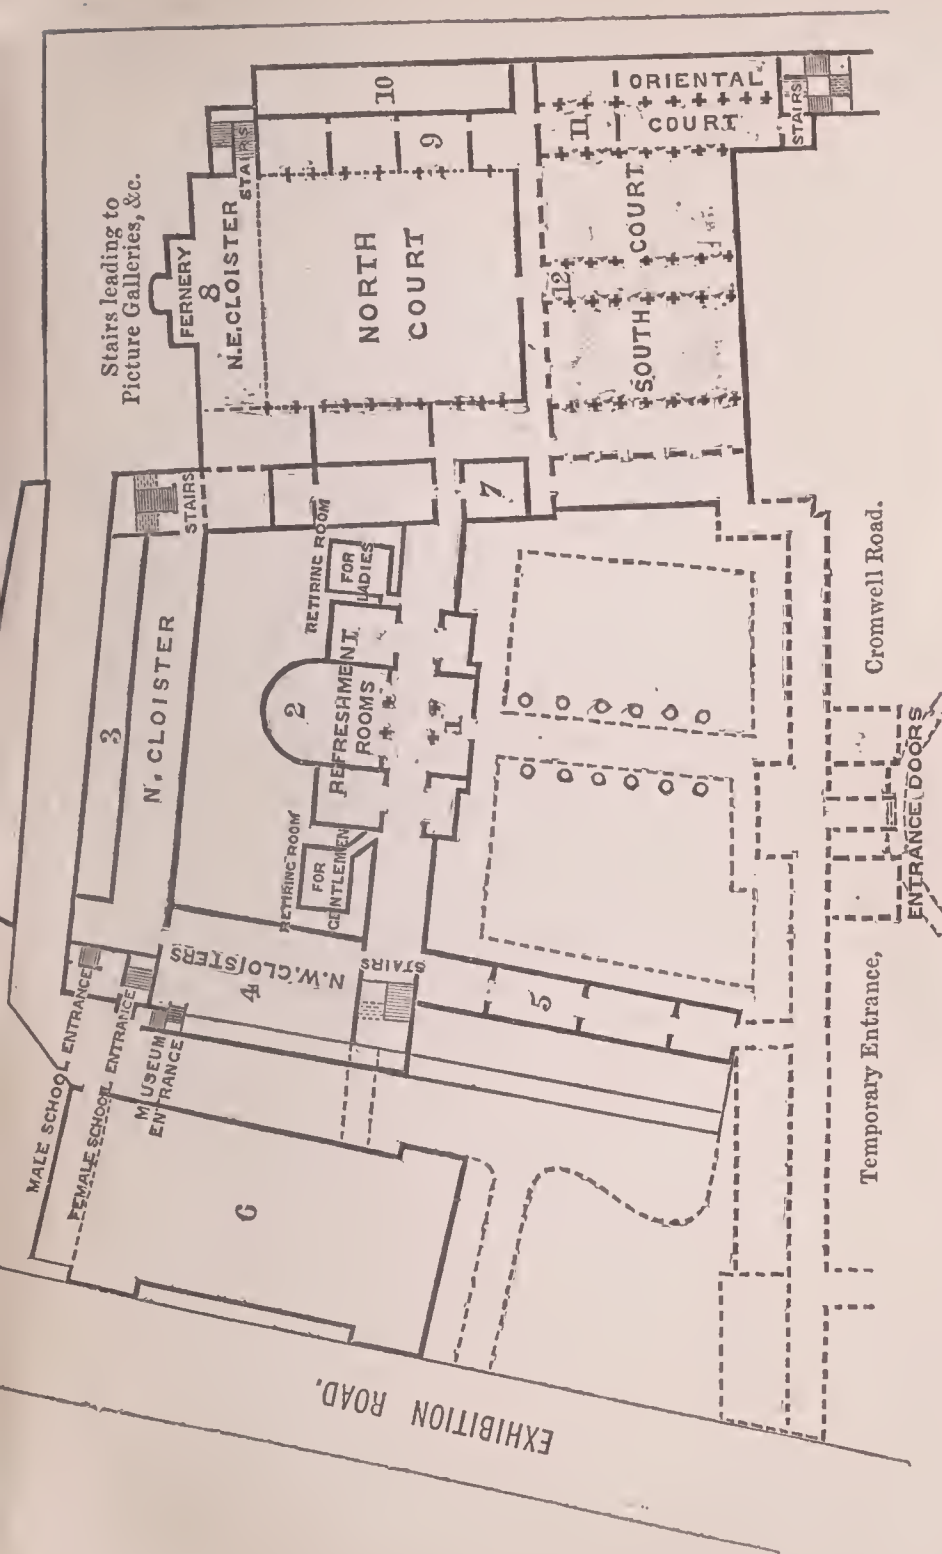 Stairs leading to
Picture Galleries, &c.
10
ORIENTAL
COURT
11
STAIRS
9
STAIRS
FERNERY
8
N.E.CLOISTER
NORTH
COURT
SOUTH COURT
12
STAIRS
7
3
N. CLOISTER
RETIRING ROOM
FOR
LADIES
2
REFRESHMENT
ROOMS
1
RETIRING ROOM
FOR
GENTLEMEN
N.W.CLOISTERS
4
STAIRS
5
MALE SCHOOL ENTRANCE
FEMALE SCHOOL ENTRANCE
MUSEUM
ENTRANCE
6
EXHIBITION ROAD.
ENTRANCE DOORS
Temporary Entrance,
Cromwell Road.